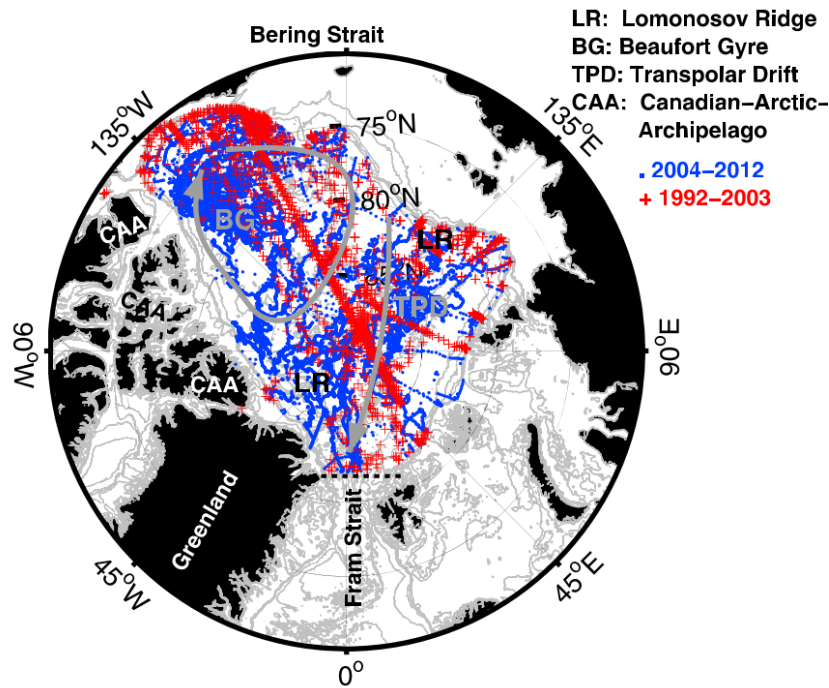 LR: Lomonosov Ridge
BG: Beaufort Gyre
TPD: Transpolar Drift
CAA: Canadian-Arctic-
Archipelago
. 2004-2012
+ 1992-2003
Bering Strait
135°W
75°N
135°E
80°N
CAA
BG
LR
85°N
CAA
TPD
90°W
90°E
CAA
LR
Greenland
Fram Strait
45°W
45°E
0°